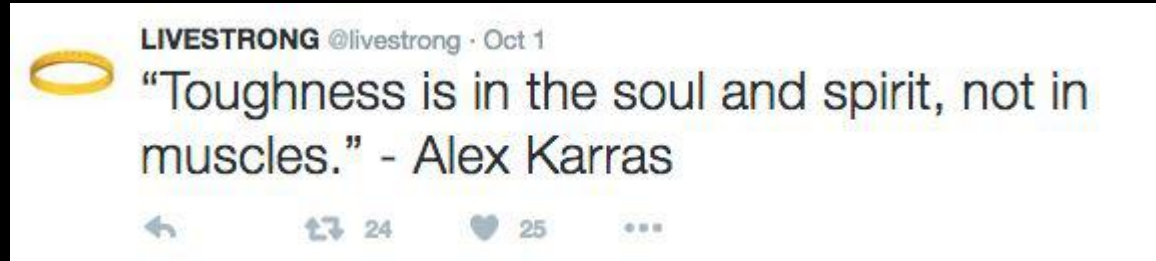 LIVESTRONG @livestrong · Oct 1
“Toughness is in the soul and spirit, not in
muscles.” - Alex Karras
24 25